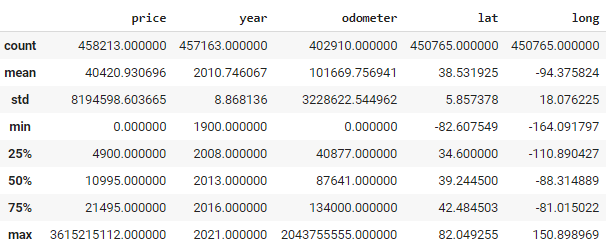 price year odometer lat long
count 458213.000000 457163.000000 402910.000000 450765.000000 450765.000000
mean 40420.930696 2010.746067 101669.756941 38.531925 -94.375824
std 8194598.603665 8.868136 3228622.544962 5.857378 18.076225
min 0.000000 1900.000000 0.000000 -82.607549 -164.091797
25% 4900.000000 2008.000000 40877.000000 34.600000 -110.890427
50% 10995.000000 2013.000000 87641.000000 39.244500 -88.314889
75% 21495.000000 2016.000000 134000.000000 42.484503 -81.015022
max 3615215112.000000 2021.000000 2043755555.000000 82.049255 150.898969